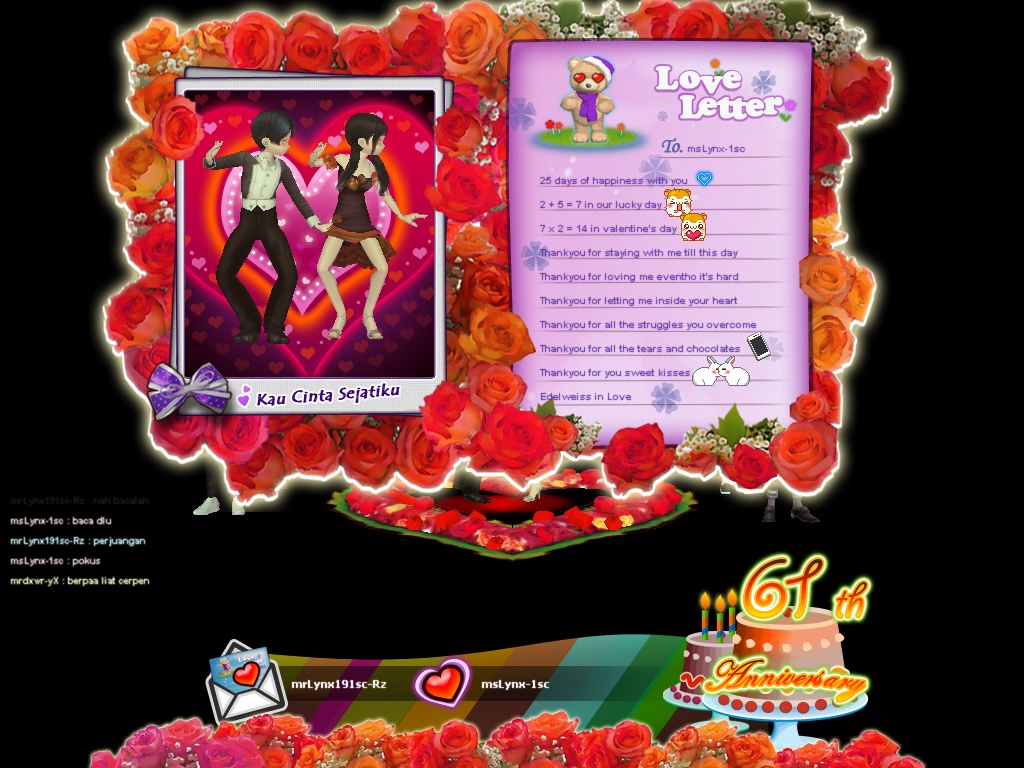 Love
Letter
To. msLynx-1sc
25 days of happiness with you
2 + 5 = 7 in our lucky day
7 x 2 = 14 in valentine's day
Thankyou for staying with me till this day
Thankyou for loving me eventho it's hard
Thankyou for letting me inside your heart
Thankyou for all the struggles you overcome
Thankyou for all the tears and chocolates
Thankyou for you sweet kisses
Edelweiss in Love
Kau Cinta Sejatiku
mrLynx191sc-Rz : nah bacalah
msLynx-1sc : baca dlu
mrLynx191sc-Rz : perjuangan
msLynx-1sc : pokus
mrdxwr-yX : berpaa liat cerpen
61th
Anniversary
mrLynx191sc-Rz
msLynx-1sc